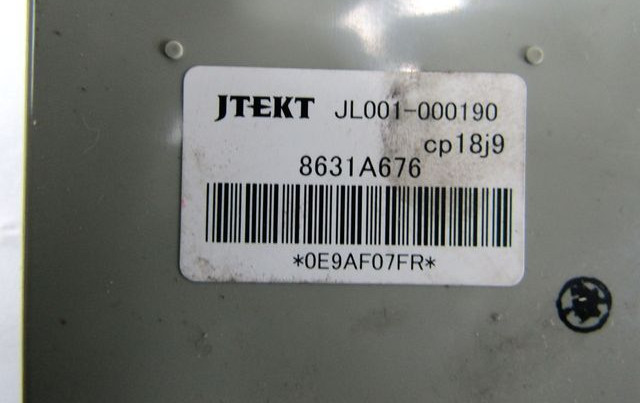 JTEKT JL001-000190
cp18j9
8631A676
*0E9AF07FR*